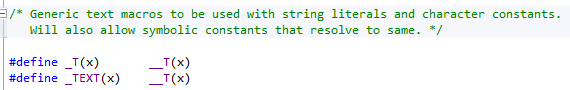 /* Generic text macros to be used with string literals and character constants.
   Will also allow symbolic constants that resolve to same. */
#define _T(x)       __T(x)
#define _TEXT(x)    __T(x)